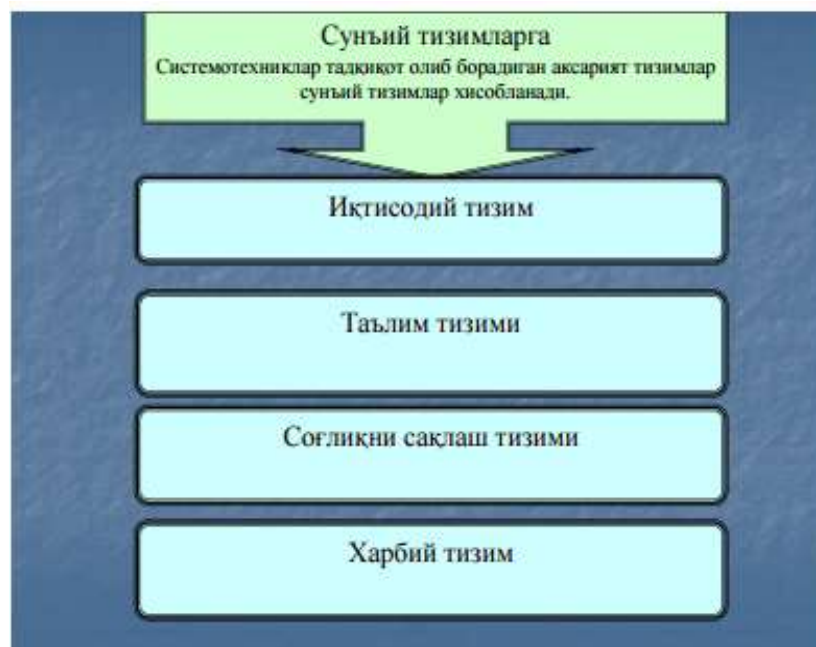 Сунъий тизимларга
Системотехниклар тадқиқот олиб борадиган аксарият тизимлар
сунъий тизимлар хисобланади.
Иқтисодий тизим
Таълим тизими
Соғлиқни сақлаш тизими
Харбий тизим